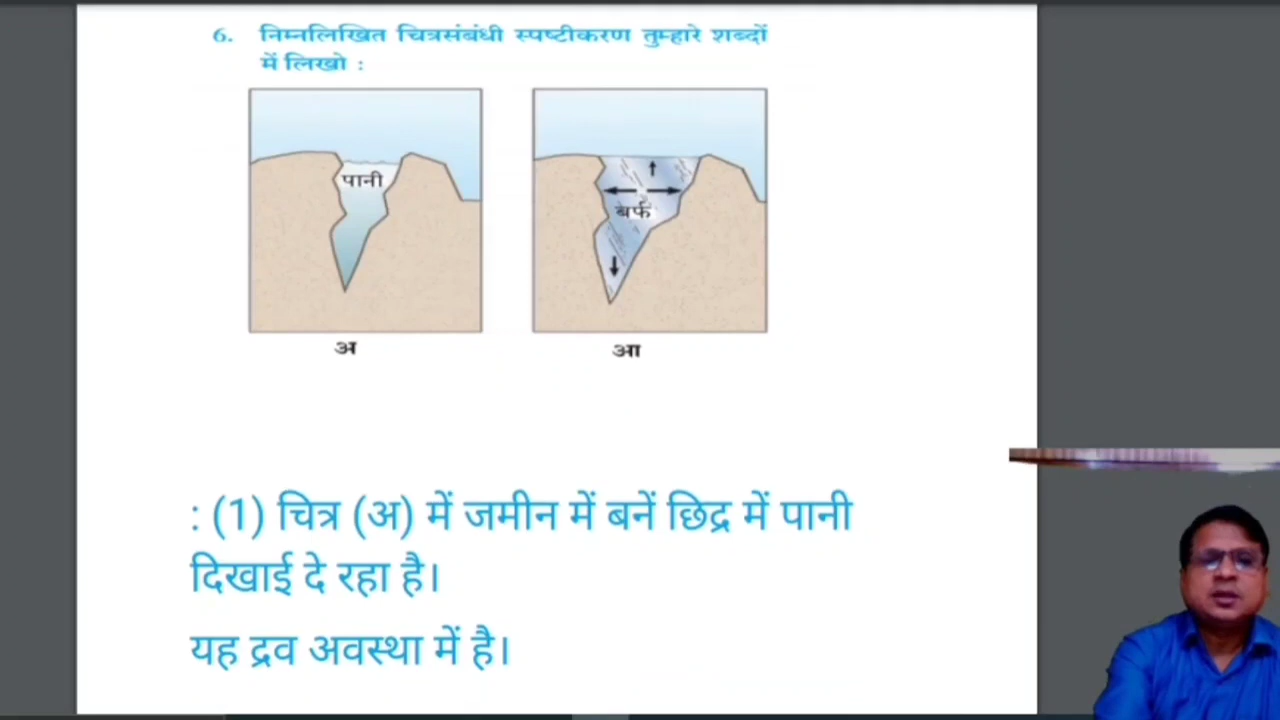 6. निम्नलिखित चित्रसंबंधी स्पष्टीकरण तुम्हारे शब्दों
में लिखो :
पानी
बर्फ
अ
आ
: (1) चित्र (अ) में जमीन में बनें छिद्र में पानी
दिखाई दे रहा है।
यह द्रव अवस्था में है।